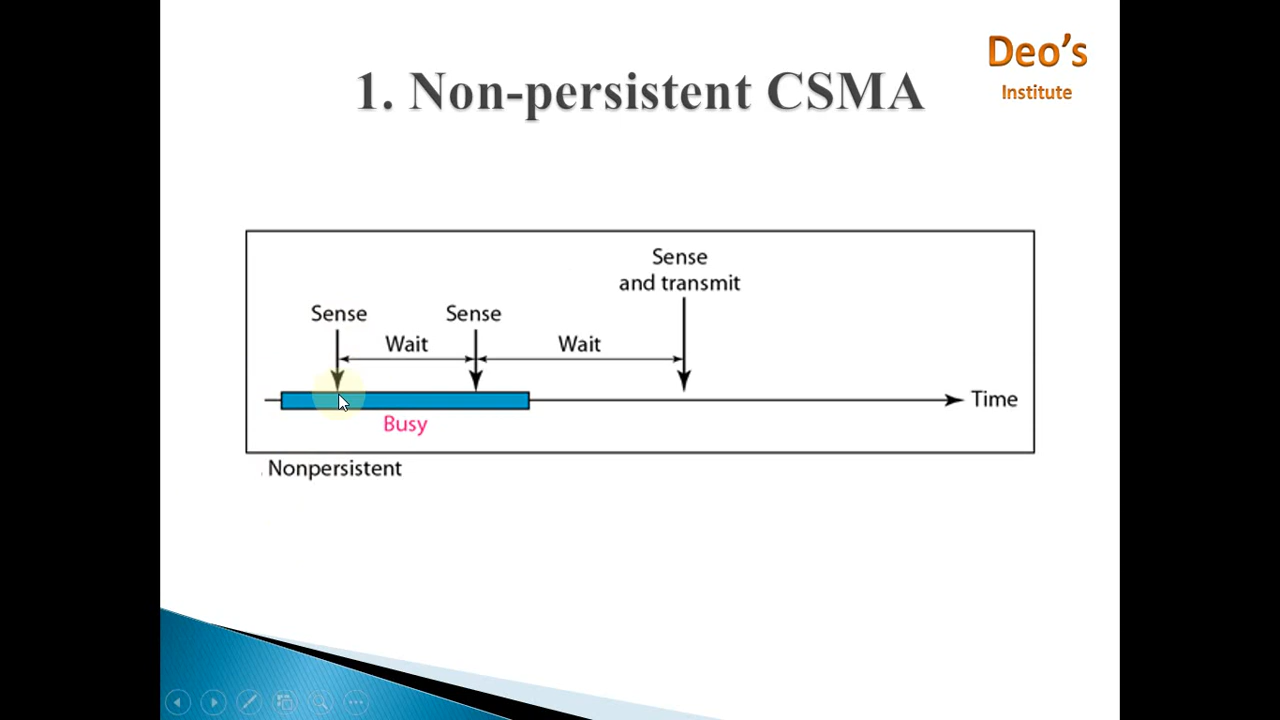 Deo's
Institute
1. Non-persistent CSMA
Sense
and transmit
Sense
Sense
Wait
Wait
Time
Busy
Nonpersistent